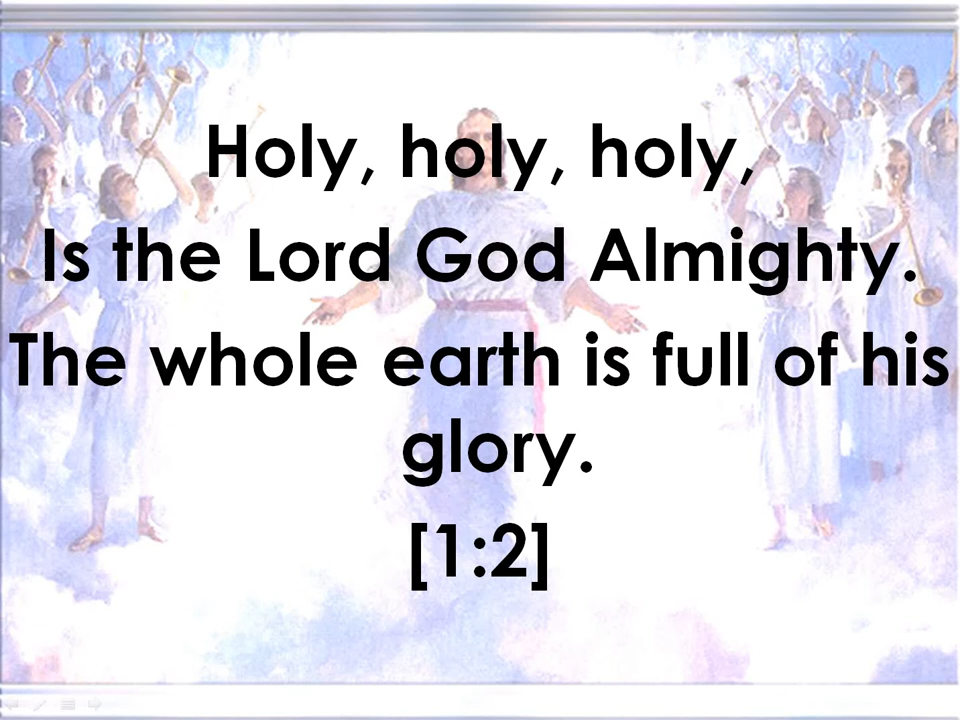 Holy, holy, holy,
Is the Lord God Almighty.
The whole earth is full of his
glory.
[1:2]